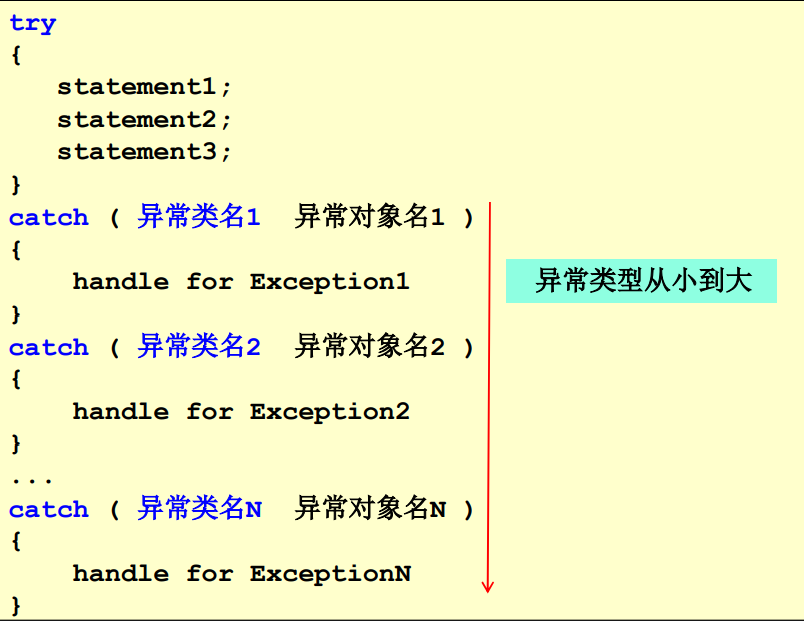 try
{
statement1;
statement2;
statement3;
}
catch ( 异常类名1 异常对象名1 )
{
handle for Exception1
}
异常类型从小到大
catch ( 异常类名2 异常对象名2 )
{
handle for Exception2
}
...
catch ( 异常类名N 异常对象名N )
{
handle for ExceptionN
}